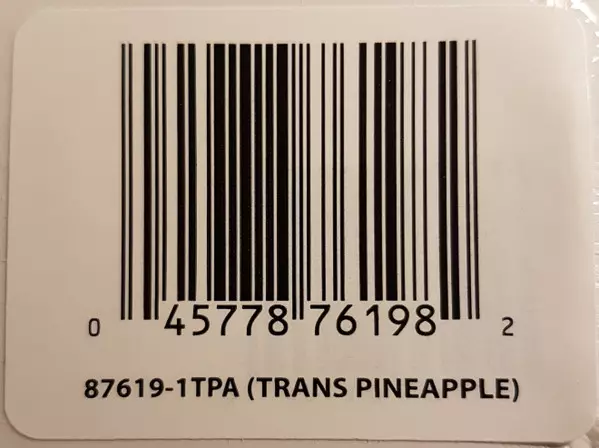 0 45778 76198 2
87619-1TPA (TRANS PINEAPPLE)